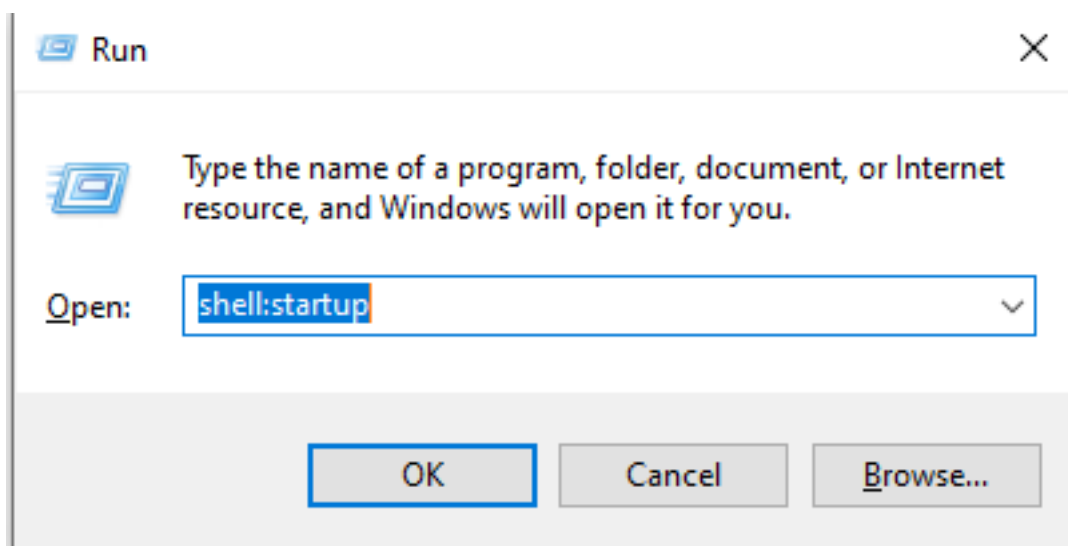 Run
Type the name of a program, folder, document, or Internet
resource, and Windows will open it for you.
Open:
shell:startup
OK
Cancel
Browse...